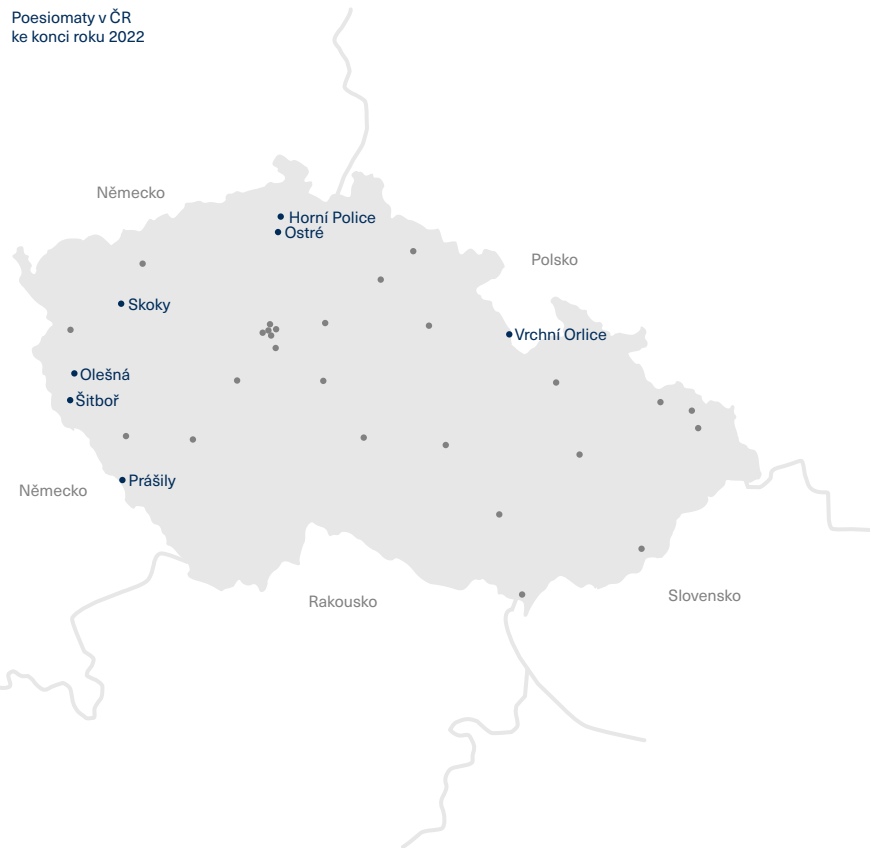 Poesiomaty v ČR
ke konci roku 2022
Německo
Horní Police
Ostré
Polsko
Skoky
Vrchní Orlice
Olešná
Šitboř
Prášily
Německo
Rakousko
Slovensko